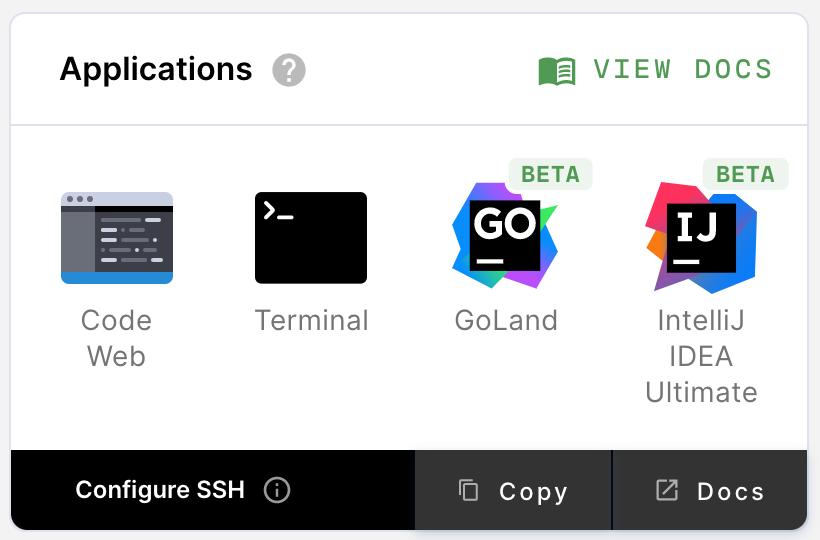 Applications ? VIEW DOCS
BETA BETA
>_ GO IJ
Code Terminal GoLand IntelliJ
Web IDEA
Ultimate
Configure SSH Copy Docs